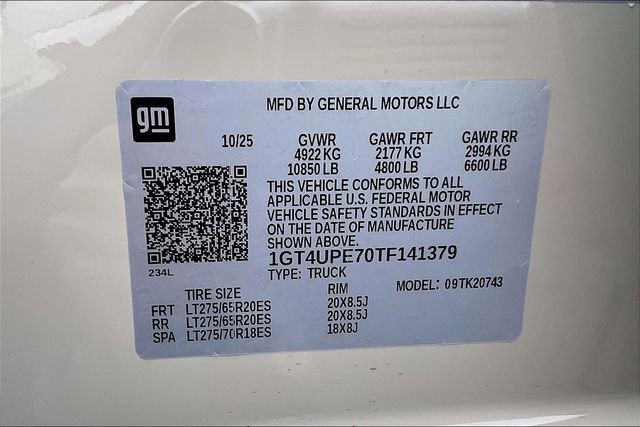 gm
MFD BY GENERAL MOTORS LLC
10/25 GVWR GAWR FRT GAWR RR
4922 KG 2177 KG 2994 KG
10850 LB 4800 LB 6600 LB
THIS VEHICLE CONFORMS TO ALL
APPLICABLE U.S. FEDERAL MOTOR
VEHICLE SAFETY STANDARDS IN EFFECT
ON THE DATE OF MANUFACTURE
SHOWN ABOVE.
1GT4UPE70TF141379
234L
TYPE: TRUCK
MODEL: 09TK20743
TIRE SIZE RIM
FRT LT275/65R20ES 20X8.5J
RR LT275/65R20ES 20X8.5J
SPA LT275/70R18ES 18X8J